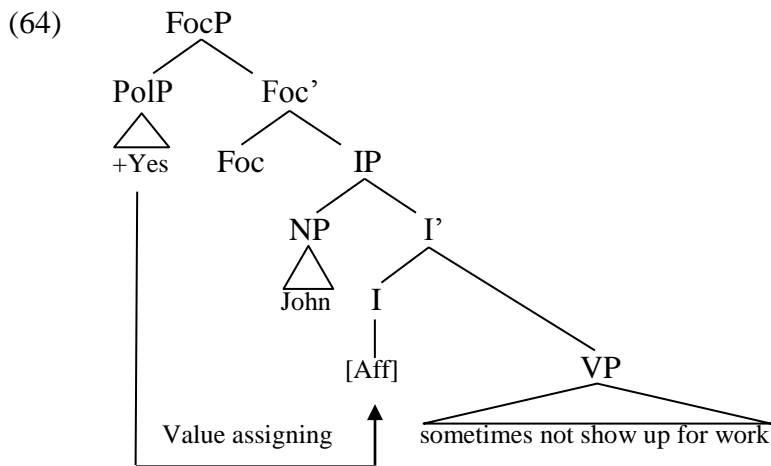 (64) FocP
PolP Foc’
+Yes Foc IP
NP I’
John I
[Aff] VP
Value assigning sometimes not show up for work